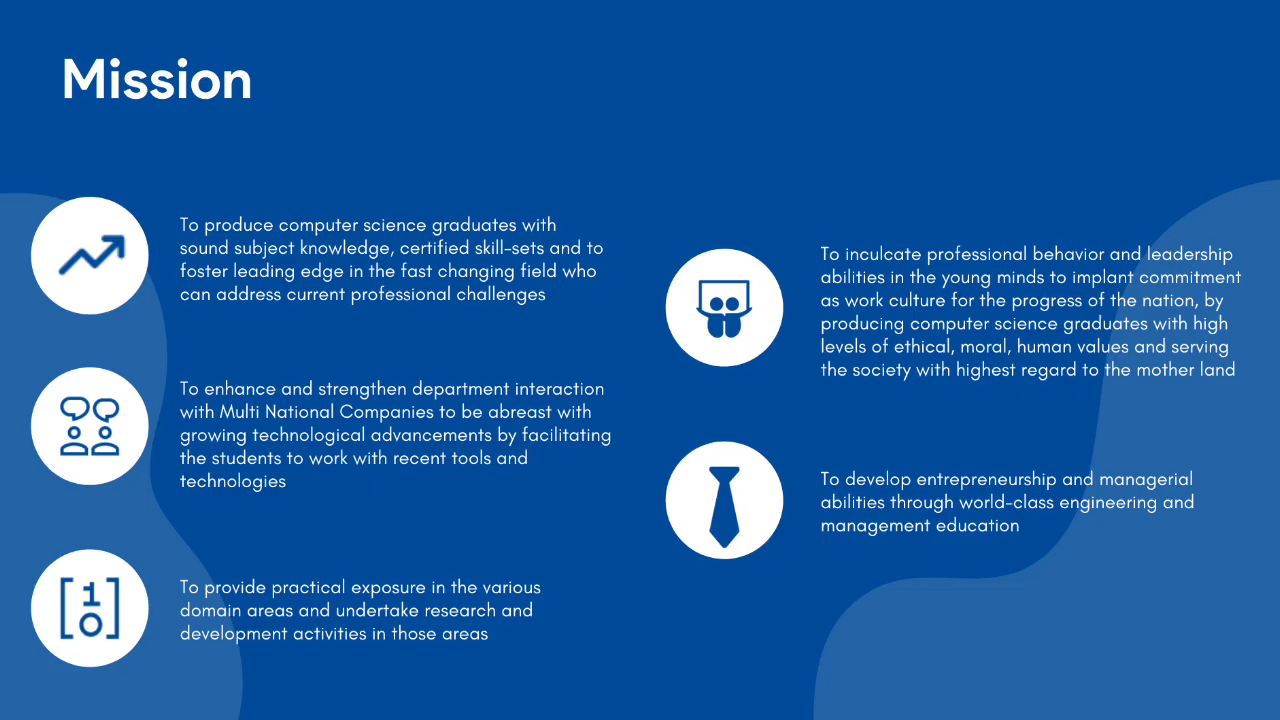 Mission
To produce computer science graduates with
sound subject knowledge, certified skill-sets and to
foster leading edge in the fast changing field who
can address current professional challenges
To enhance and strengthen department interaction
with Multi National Companies to be abreast with
growing technological advancements by facilitating
the students to work with recent tools and
technologies
1
0
To provide practical exposure in the various
domain areas and undertake research and
development activities in those areas
To inculcate professional behavior and leadership
abilities in the young minds to implant commitment
as work culture for the progress of the nation, by
producing computer science graduates with high
levels of ethical, moral, human values and serving
the society with highest regard to the mother land
To develop entrepreneurship and managerial
abilities through world-class engineering and
management education